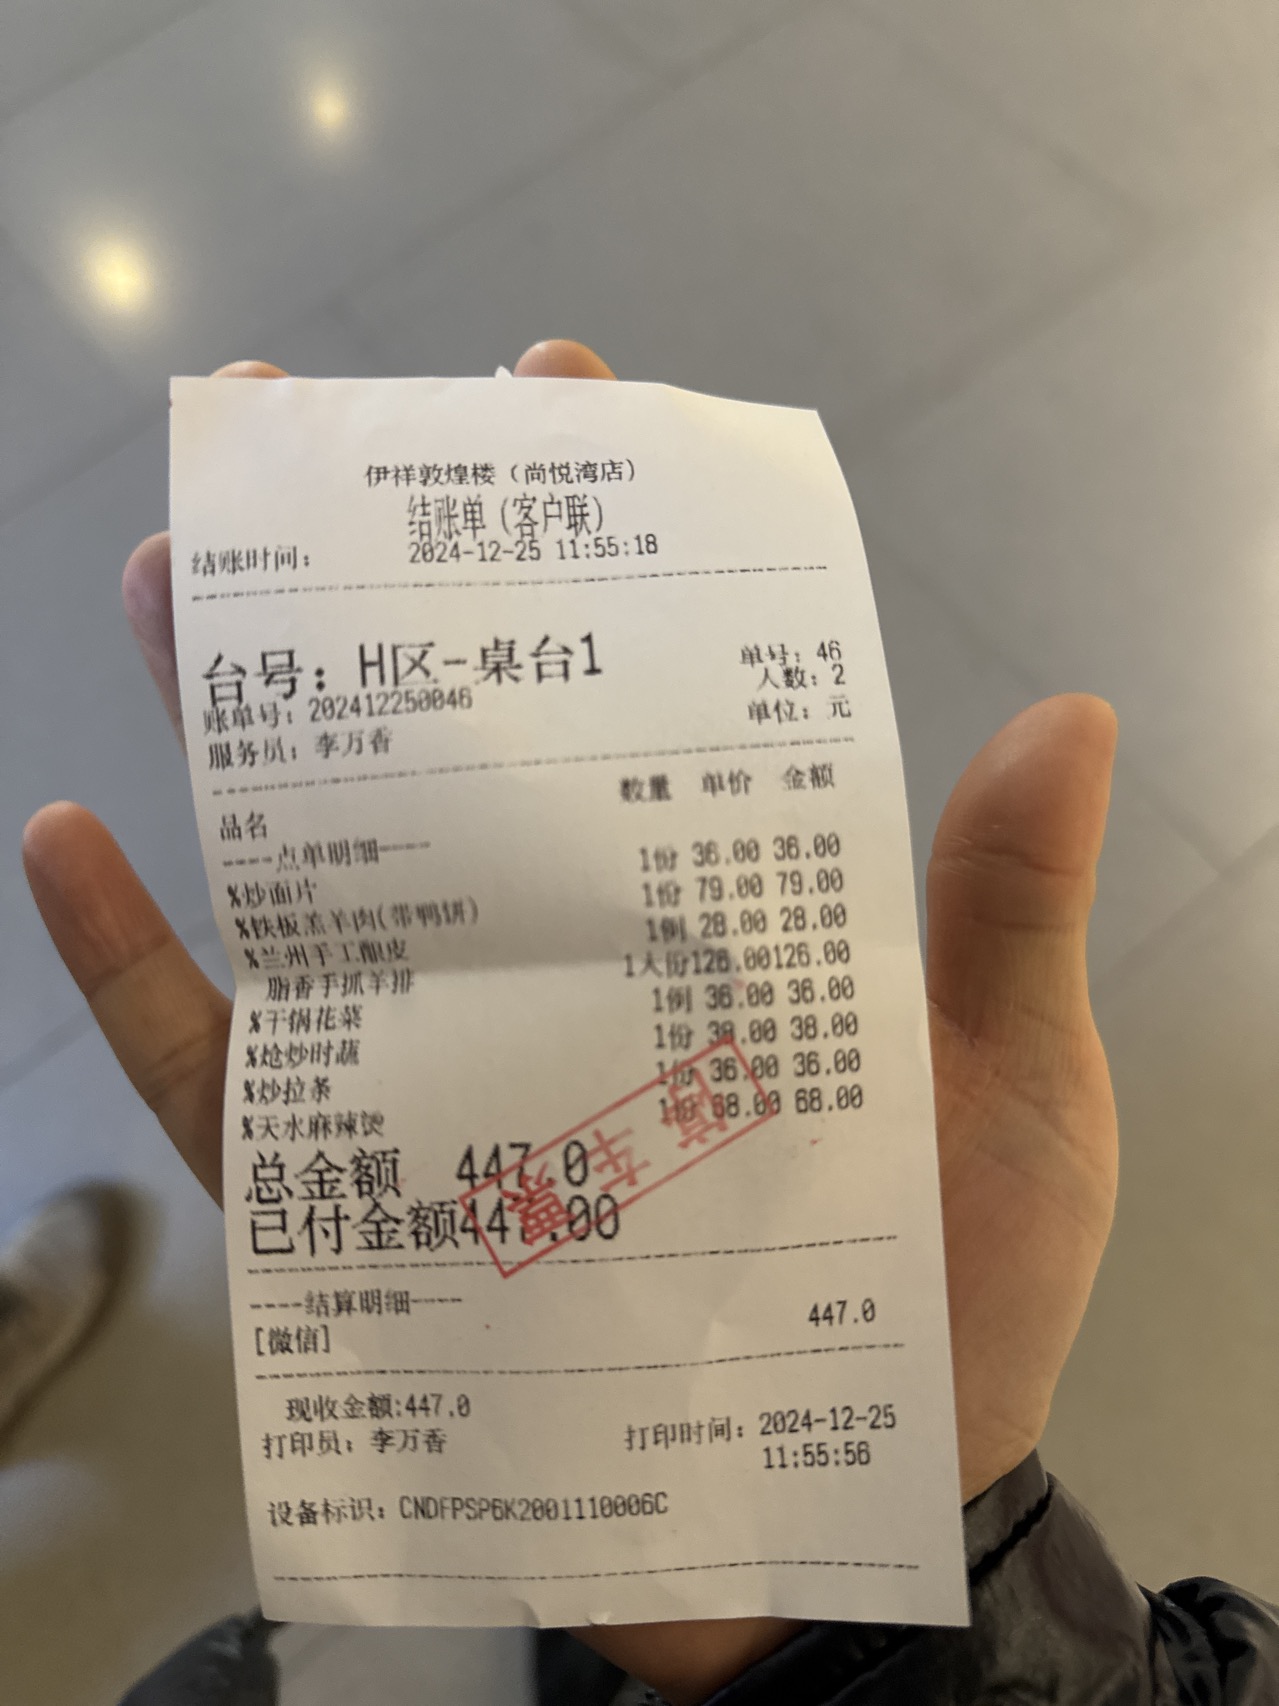 伊祥敦煌楼（尚悦湾店）
结账单（客户联）
结账时间： 2024-12-25 11:55:18
台号：H区-桌台1 单号：46
人数：2
账单号：202412250046 单位：元
服务员：李万香
品名 数量 单价 金额
----点单明细----
%炒面片 1份 36.00 36.00
%铁板羔羊肉(带鸭饼) 1份 79.00 79.00
%兰州手工酿皮 1例 28.00 28.00
脂香手抓羊排 1大份126.00126.00
%干锅花菜 1例 36.00 36.00
%炝炒时蔬 1份 38.00 38.00
%炒拉条 1份 36.00 36.00
%天水麻辣烫 1份 68.00 68.00
总金额 447.0
已付金额447.00
----结算明细----
[微信] 447.0
现收金额:447.0
打印员：李万香 打印时间：2024-12-25
11:55:56
设备标识：CNDFPSP6K2001110006C